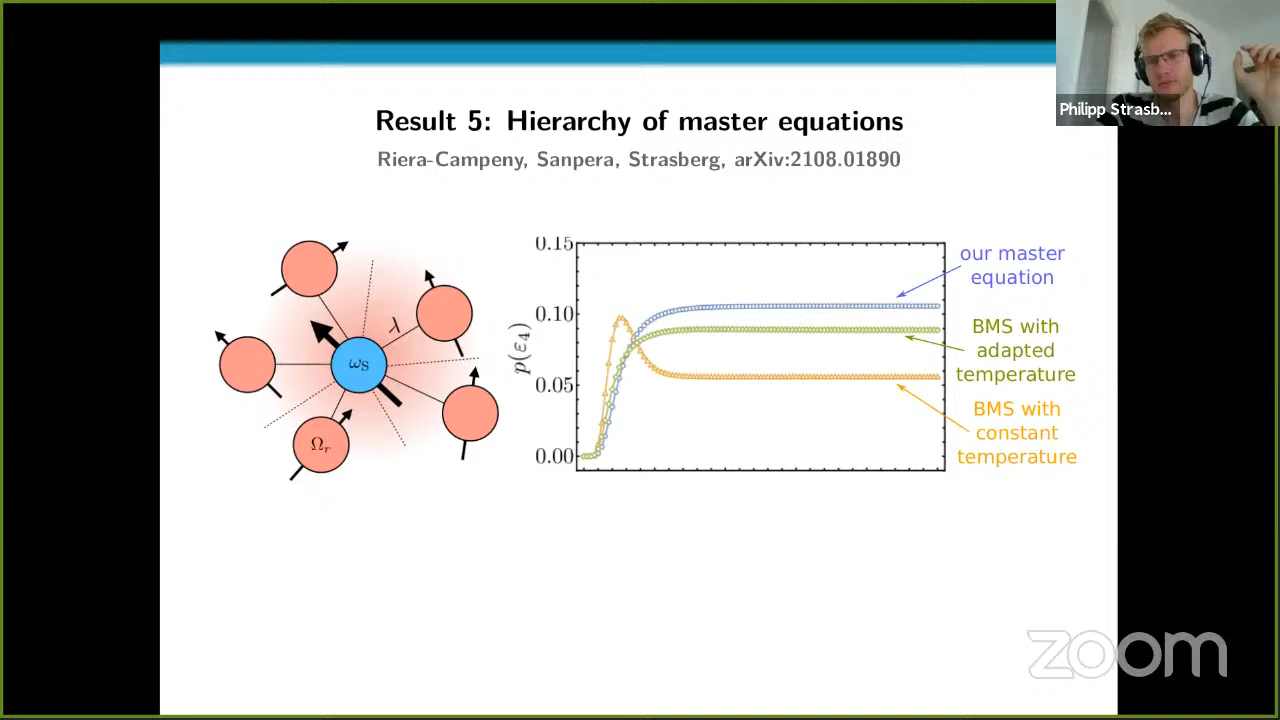 Philipp Strasb...
Result 5: Hierarchy of master equations
Riera-Campeny, Sanpera, Strasberg, arXiv:2108.01890
λ
ωS
Ωr
0.15
0.10
0.05
0.00
p(ε4)
our master
equation
BMS with
adapted
temperature
BMS with
constant
temperature
zoom